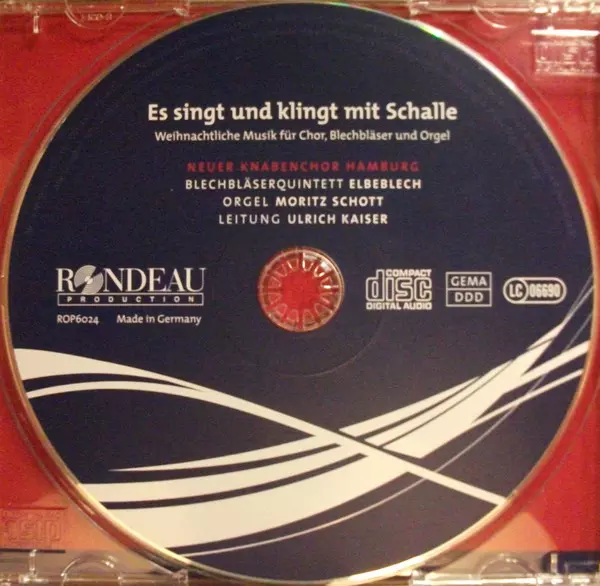 Es singt und klingt mit Schalle
Weihnachtliche Musik für Chor, Blechbläser und Orgel
NEUER KNABENCHOR HAMBURG
BLECHBLÄSERQUINTETT ELBEBLECH
ORGEL MORITZ SCHOTT
LEITUNG ULRICH KAISER
RONDEAU
PRODUCTION
ROP6024 Made in Germany
COMPACT
disc
DIGITAL AUDIO
GEMA
DDD
LC 06690